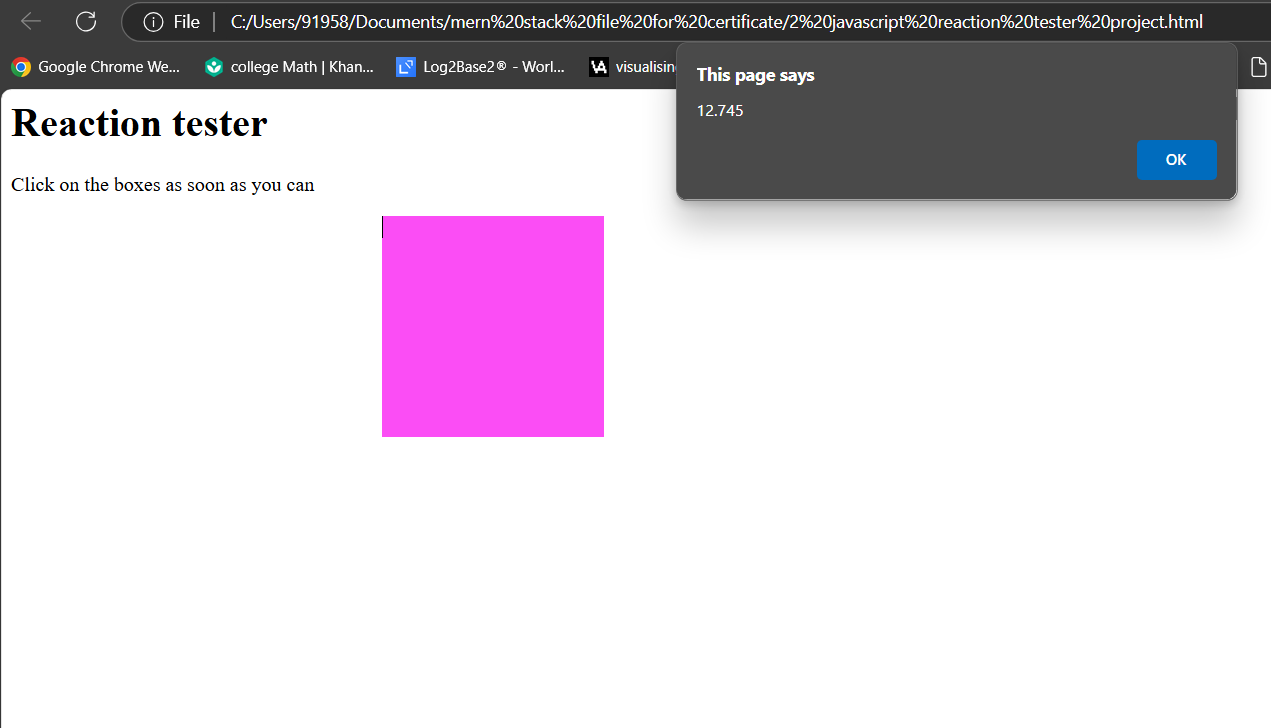 File
C:/Users/91958/Documents/mern%20stack%20file%20for%20certificate/2%20javascript%20reaction%20tester%20project.html
Google Chrome We...
college Math | Khan...
Log2Base2® - Worl...
visualisin
This page says
12.745
OK
Reaction tester
Click on the boxes as soon as you can